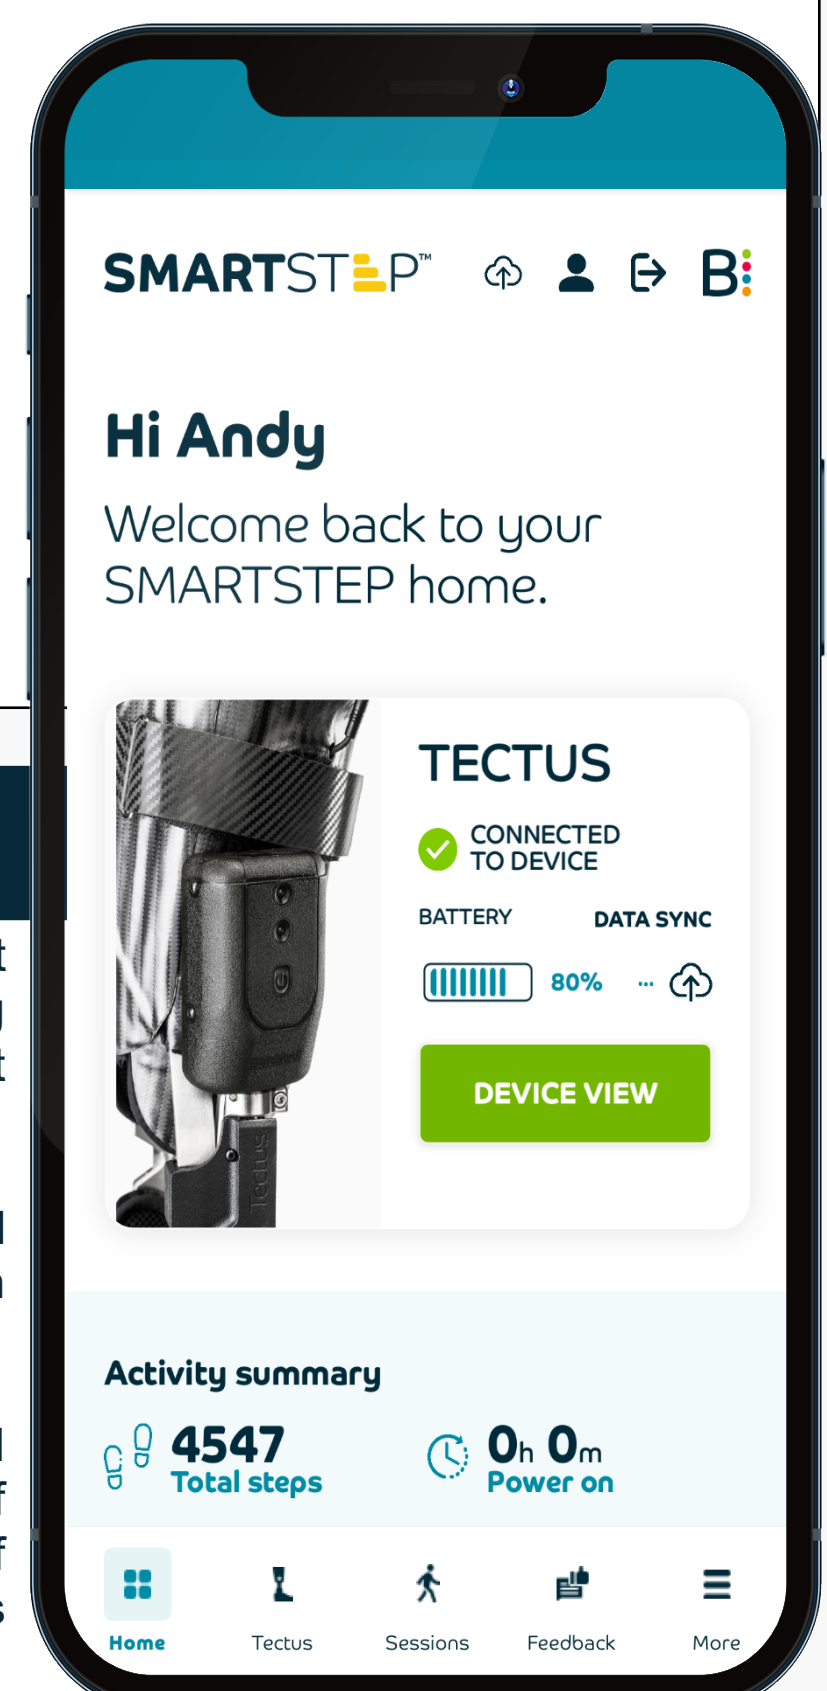 SMARTSTEP™
B
Hi Andy
Welcome back to your
SMARTSTEP home.
TECTUS
CONNECTED
TO DEVICE
BATTERY DATA SYNC
80% ...
DEVICE VIEW
Tectus
Activity summary
4547
Total steps
0h 0m
Power on
Home Tectus Sessions Feedback More
t
g
t
f
f
s